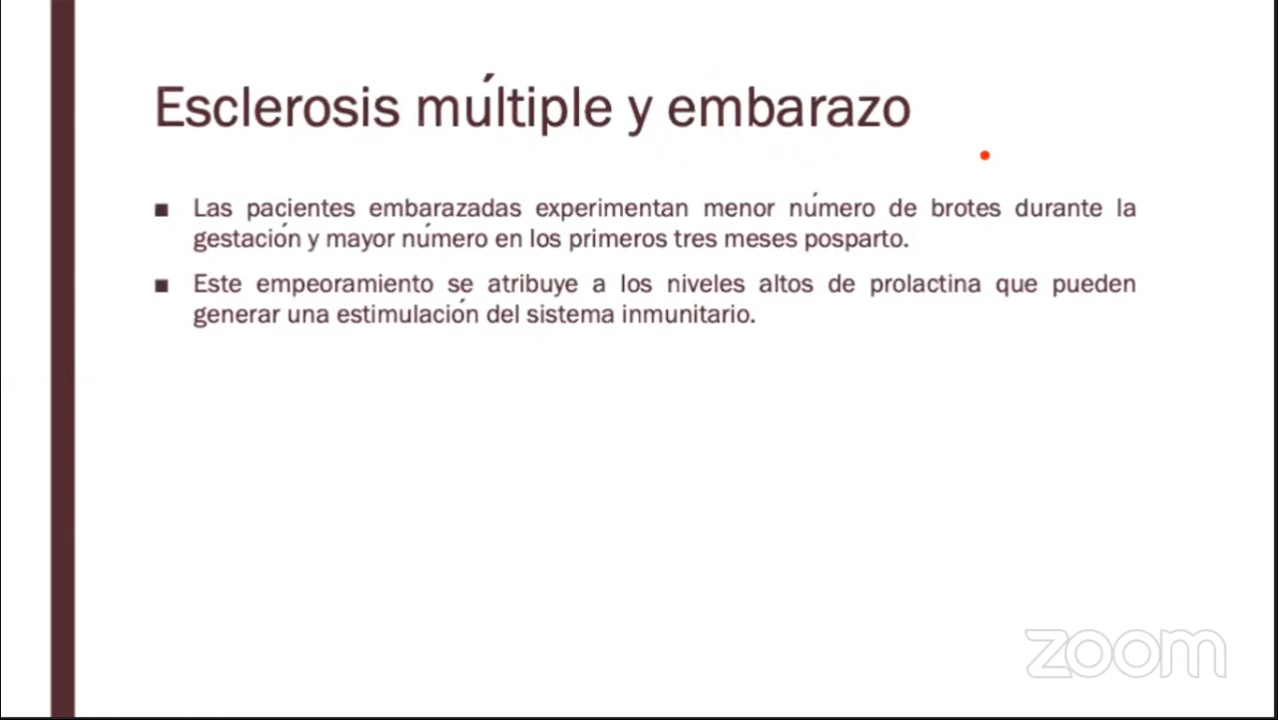 Esclerosis múltiple y embarazo
■ Las pacientes embarazadas experimentan menor número de brotes durante la
gestación y mayor número en los primeros tres meses posparto.
■ Este empeoramiento se atribuye a los niveles altos de prolactina que pueden
generar una estimulación del sistema inmunitario.
zoom